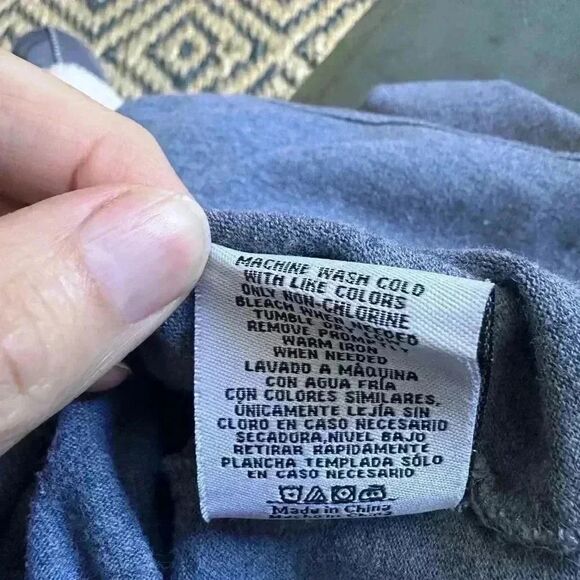 MACHINE WASH COLD
WITH LIKE COLORS
ONLY NON-CHLORINE
BLEACH WHEN NEEDED
TUMBLE DRY
REMOVE PROMPTLY
WARM IRON
WHEN NEEDED
LAVADO A MÀQUINA
CON AGUA FRÍA
CON COLORES SIMILARES,
ÚNICAMENTE LEJÍA SIN
CLORO EN CASO NECESARIO
SECADORA,NIVEL BAJO
RETIRAR RAPIDAMENTE
PLANCHA TEMPLADA SÓLO
EN CASO NECESARIO
Made in China